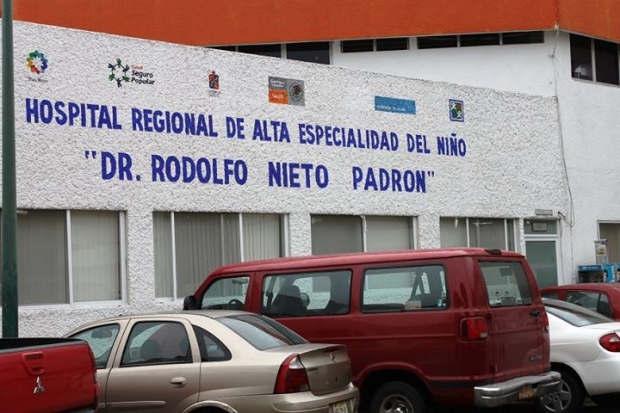 Seguro
Popular
HOSPITAL REGIONAL DE ALTA ESPECIALIDAD DEL NIÑO
"DR. RODOLFO NIETO PADRON"